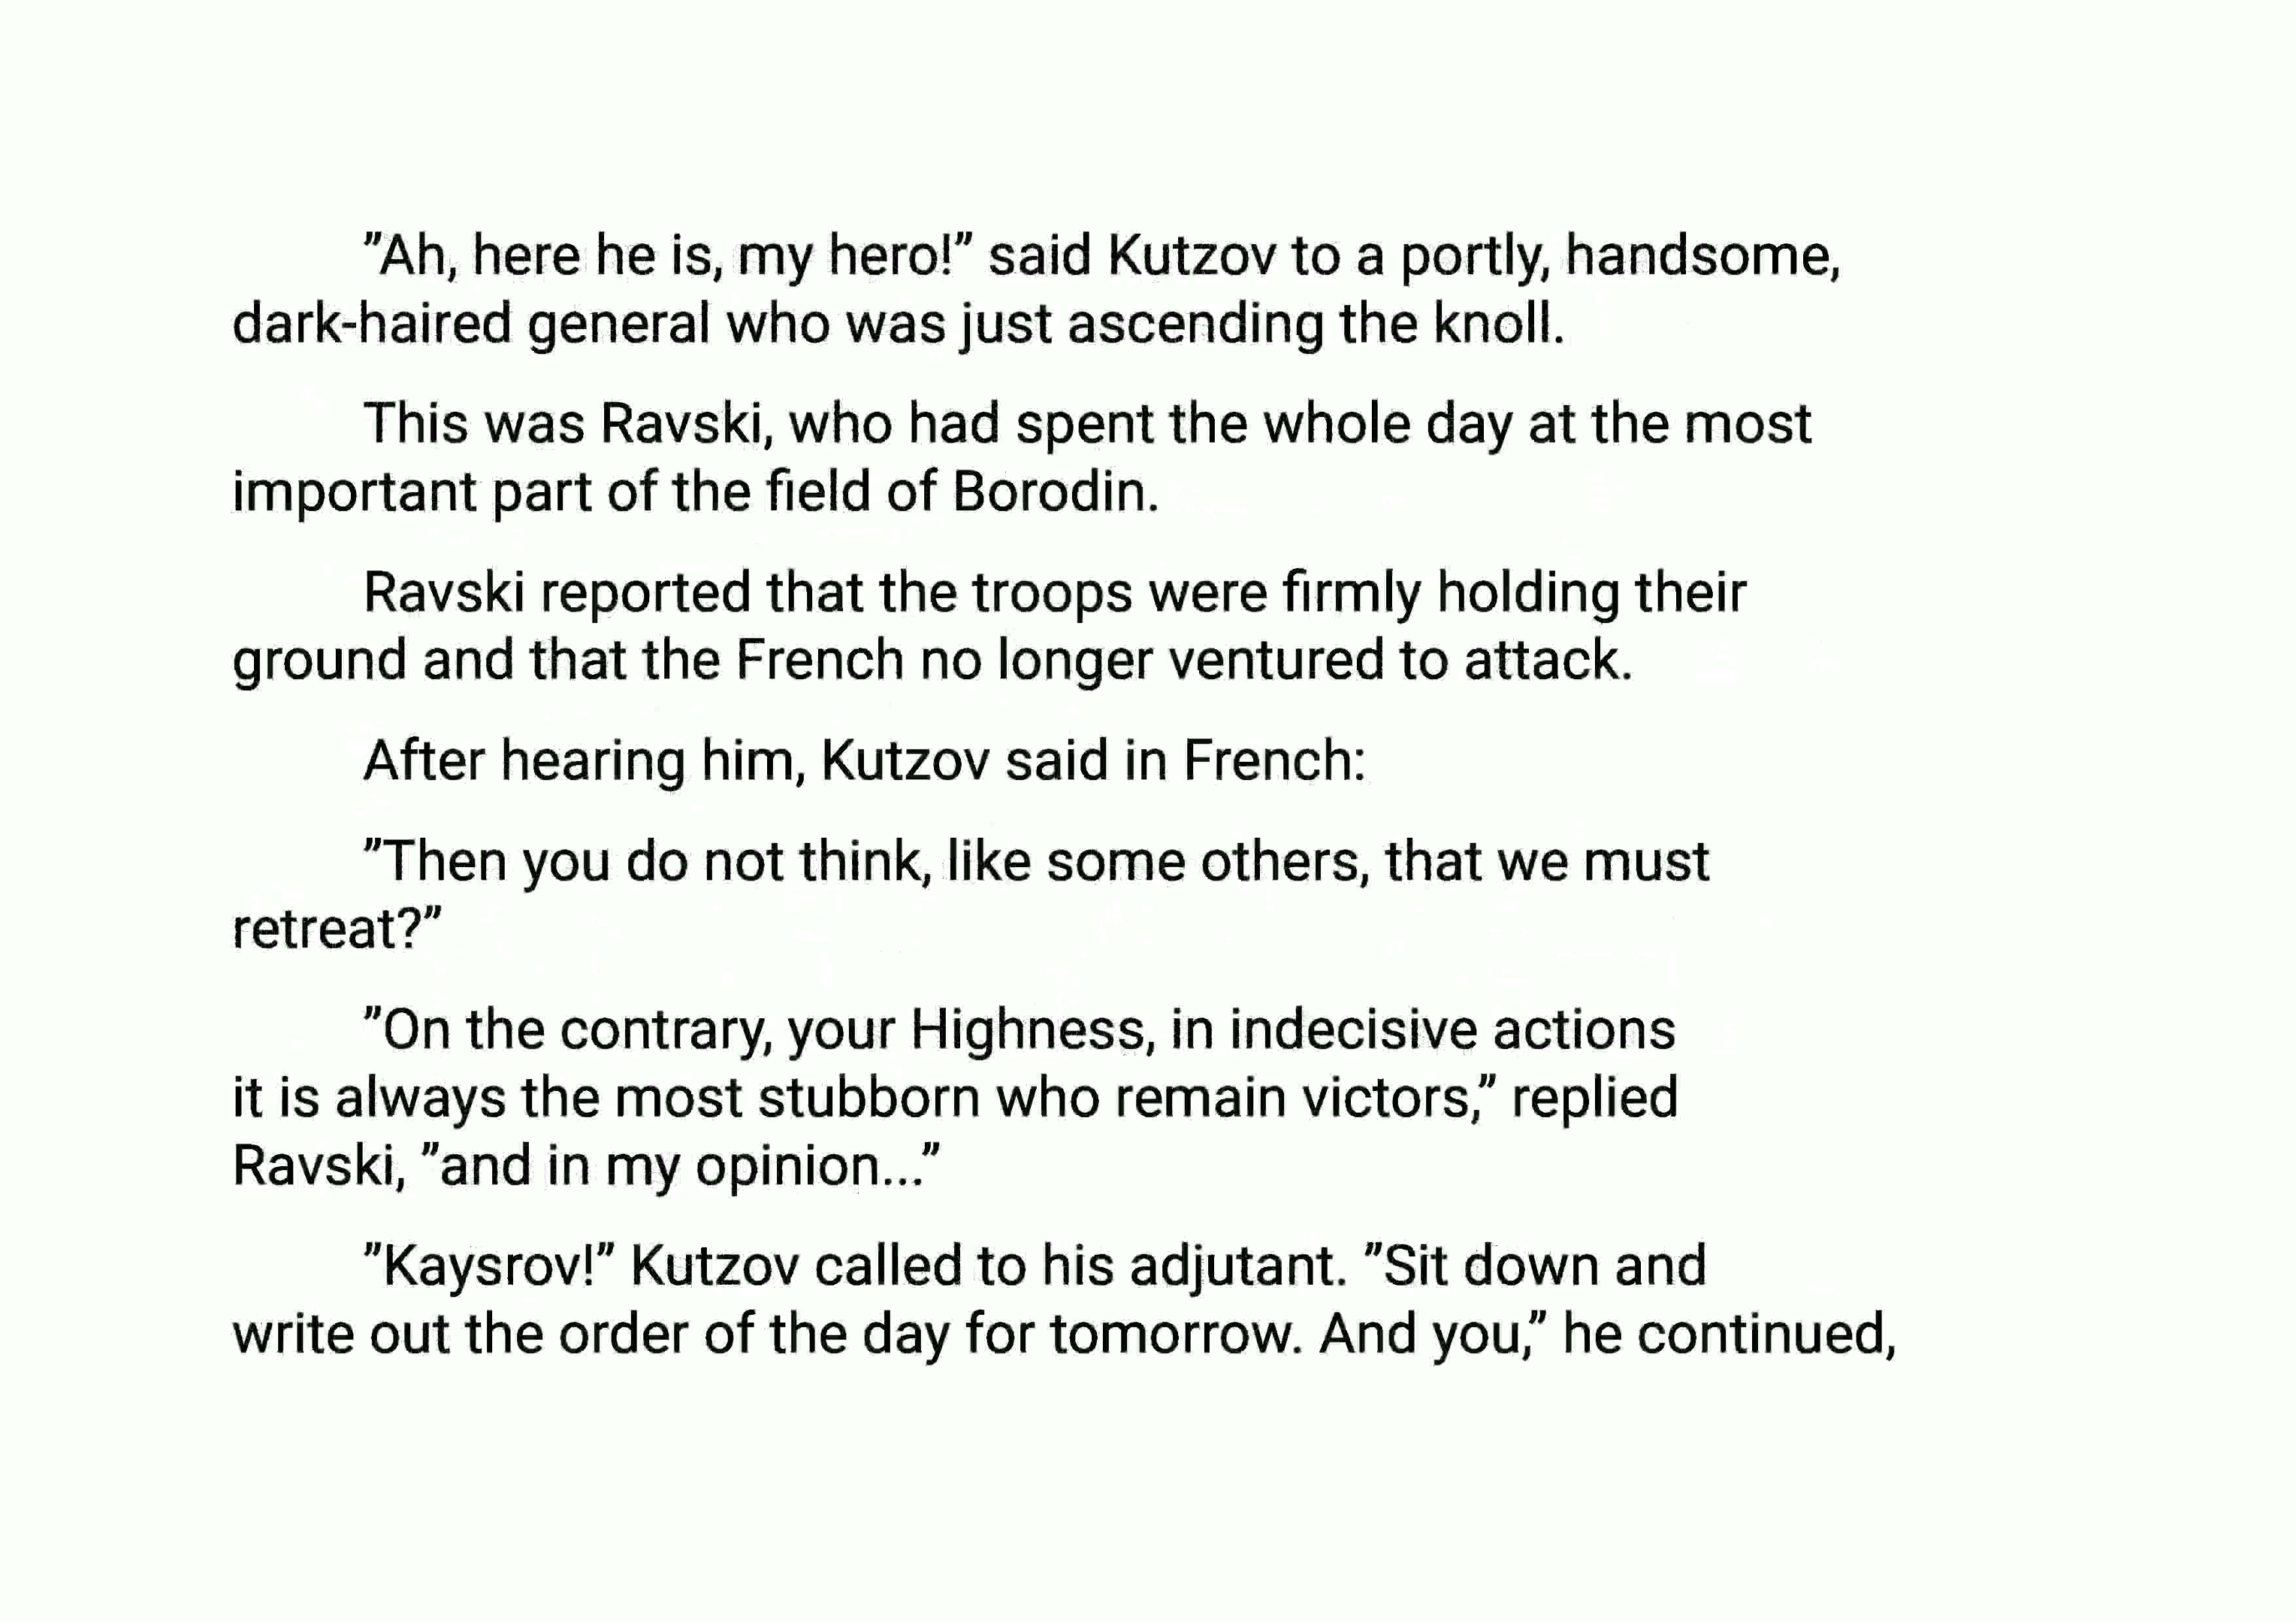 ”Ah, here he is, my hero!” said Kutzov to a portly, handsome,
dark-haired general who was just ascending the knoll.
This was Ravski, who had spent the whole day at the most
important part of the field of Borodin.
Ravski reported that the troops were firmly holding their
ground and that the French no longer ventured to attack.
After hearing him, Kutzov said in French:
”Then you do not think, like some others, that we must
retreat?”
”On the contrary, your Highness, in indecisive actions
it is always the most stubborn who remain victors,” replied
Ravski, ”and in my opinion...”
”Kaysrov!” Kutzov called to his adjutant. ”Sit down and
write out the order of the day for tomorrow. And you,” he continued,